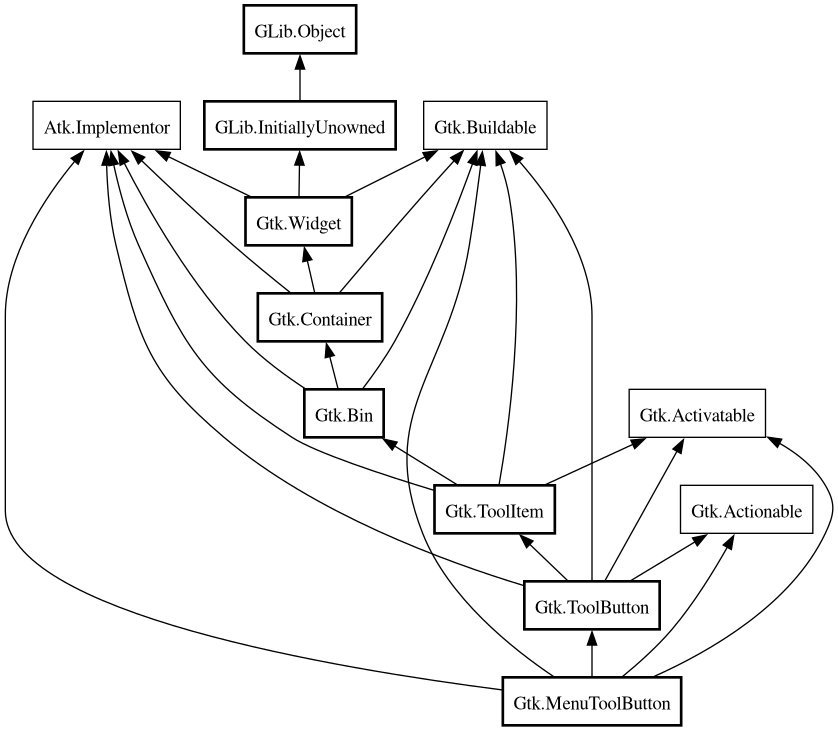 GLib.Object
Atk.Implementor
GLib.InitiallyUnowned
Gtk.Buildable
Gtk.Widget
Gtk.Container
Gtk.Bin
Gtk.Activatable
Gtk.ToolItem
Gtk.Actionable
Gtk.ToolButton
Gtk.MenuToolButton